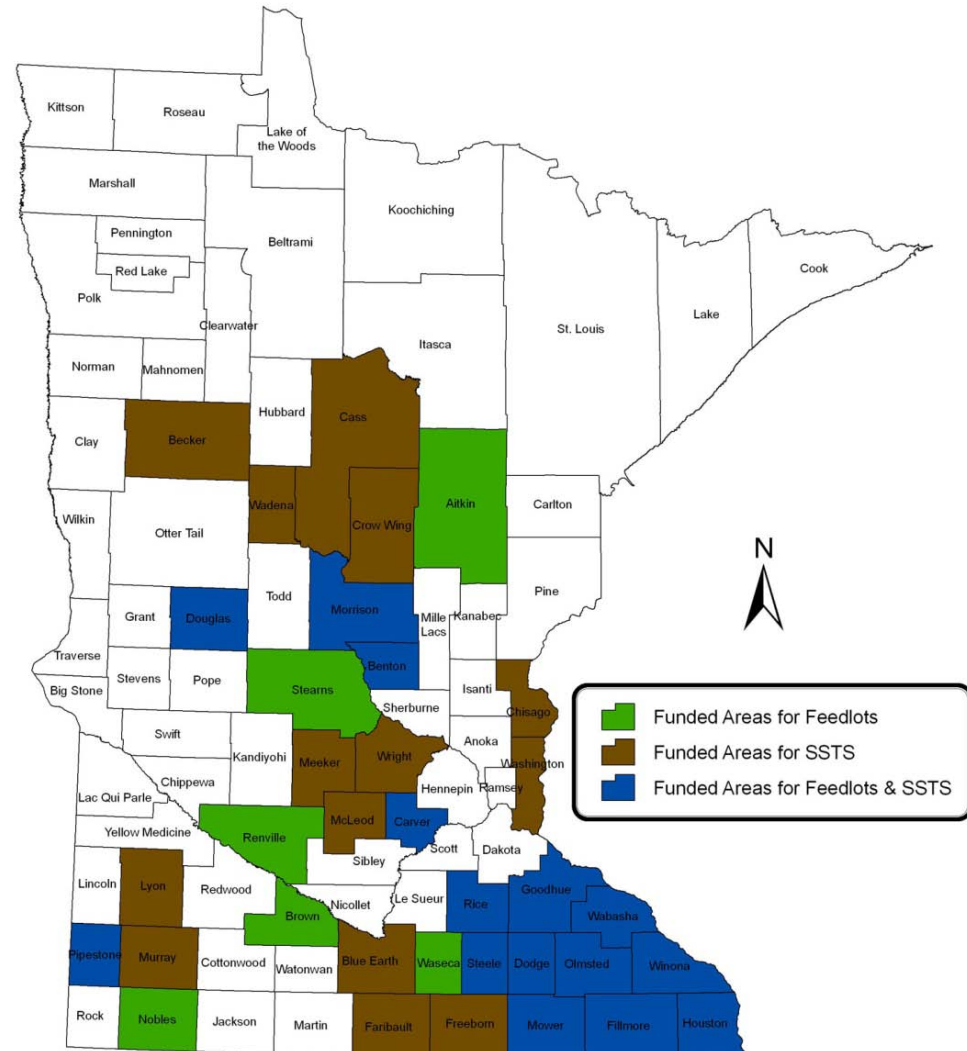 Kittson
Roseau
Lake of
the Woods
Marshall
Koochiching
Pennington
Beltrami
Red Lake
Cook
Polk
Clearwater
Lake
St. Louis
Itasca
Norman
Mahnomen
Hubbard
Cass
Clay
Becker
Wadena
Aitkin
Carlton
Wilkin
Crow Wing
Otter Tail
N
Pine
Todd
Morrison
Grant
Douglas
Mille
Lacs
Kanabec
Traverse
Benton
Stevens
Pope
Big Stone
Stearns
Isanti
Sherburne
Chisago
Swift
Anoka
Kandiyohi
Meeker
Wright
Washington
Chippewa
Hennepin
Ramsey
Lac Qui Parle
McLeod
Carver
Yellow Medicine
Renville
Scott
Dakota
Sibley
Lincoln
Lyon
Redwood
Le Sueur
Goodhue
Nicollet
Rice
Brown
Wabasha
Pipestone
Murray
Cottonwood
Watonwan
Blue Earth
Waseca
Steele
Dodge
Olmsted
Winona
Rock
Nobles
Jackson
Martin
Faribault
Freeborn
Mower
Fillmore
Houston
Funded Areas for Feedlots
Funded Areas for SSTS
Funded Areas for Feedlots & SSTS